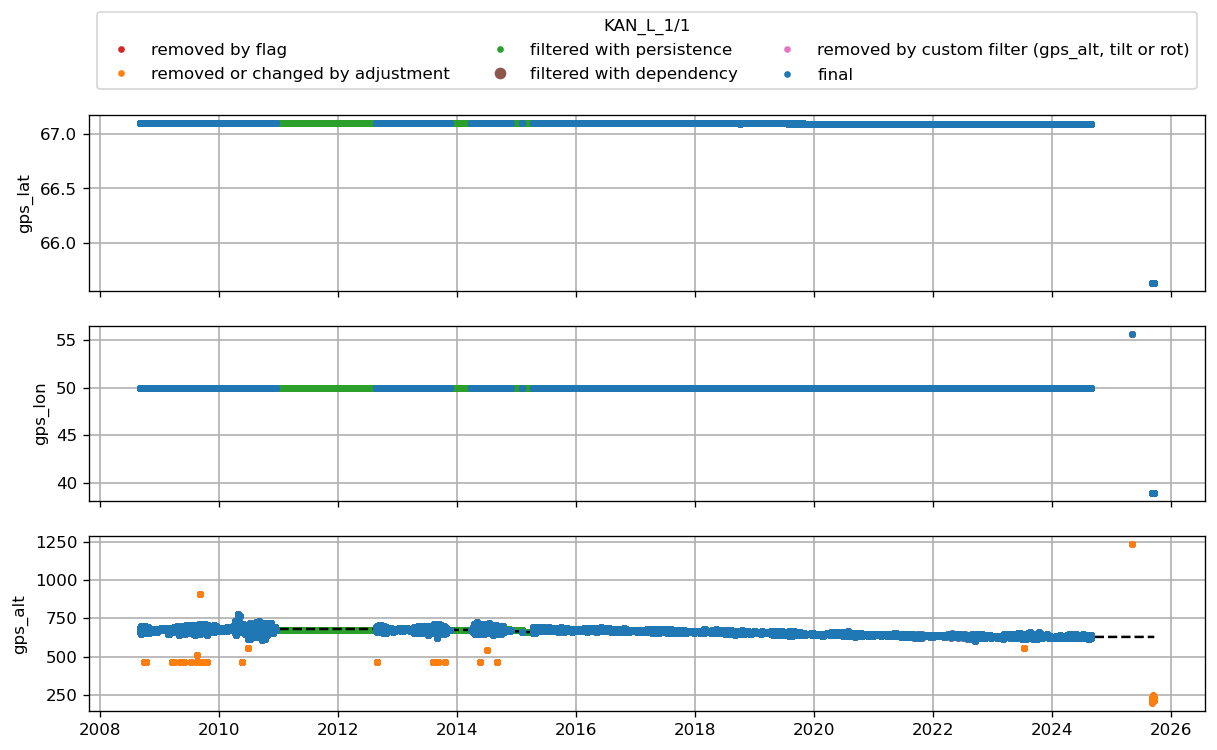 KAN_L_1/1
removed by flag
filtered with persistence
removed by custom filter (gps_alt, tilt or rot)
removed or changed by adjustment
filtered with dependency
final
67.0
66.5
66.0
gps_lat
55
50
45
40
gps_lon
1250
1000
750
500
250
gps_alt
2008 2010 2012 2014 2016 2018 2020 2022 2024 2026